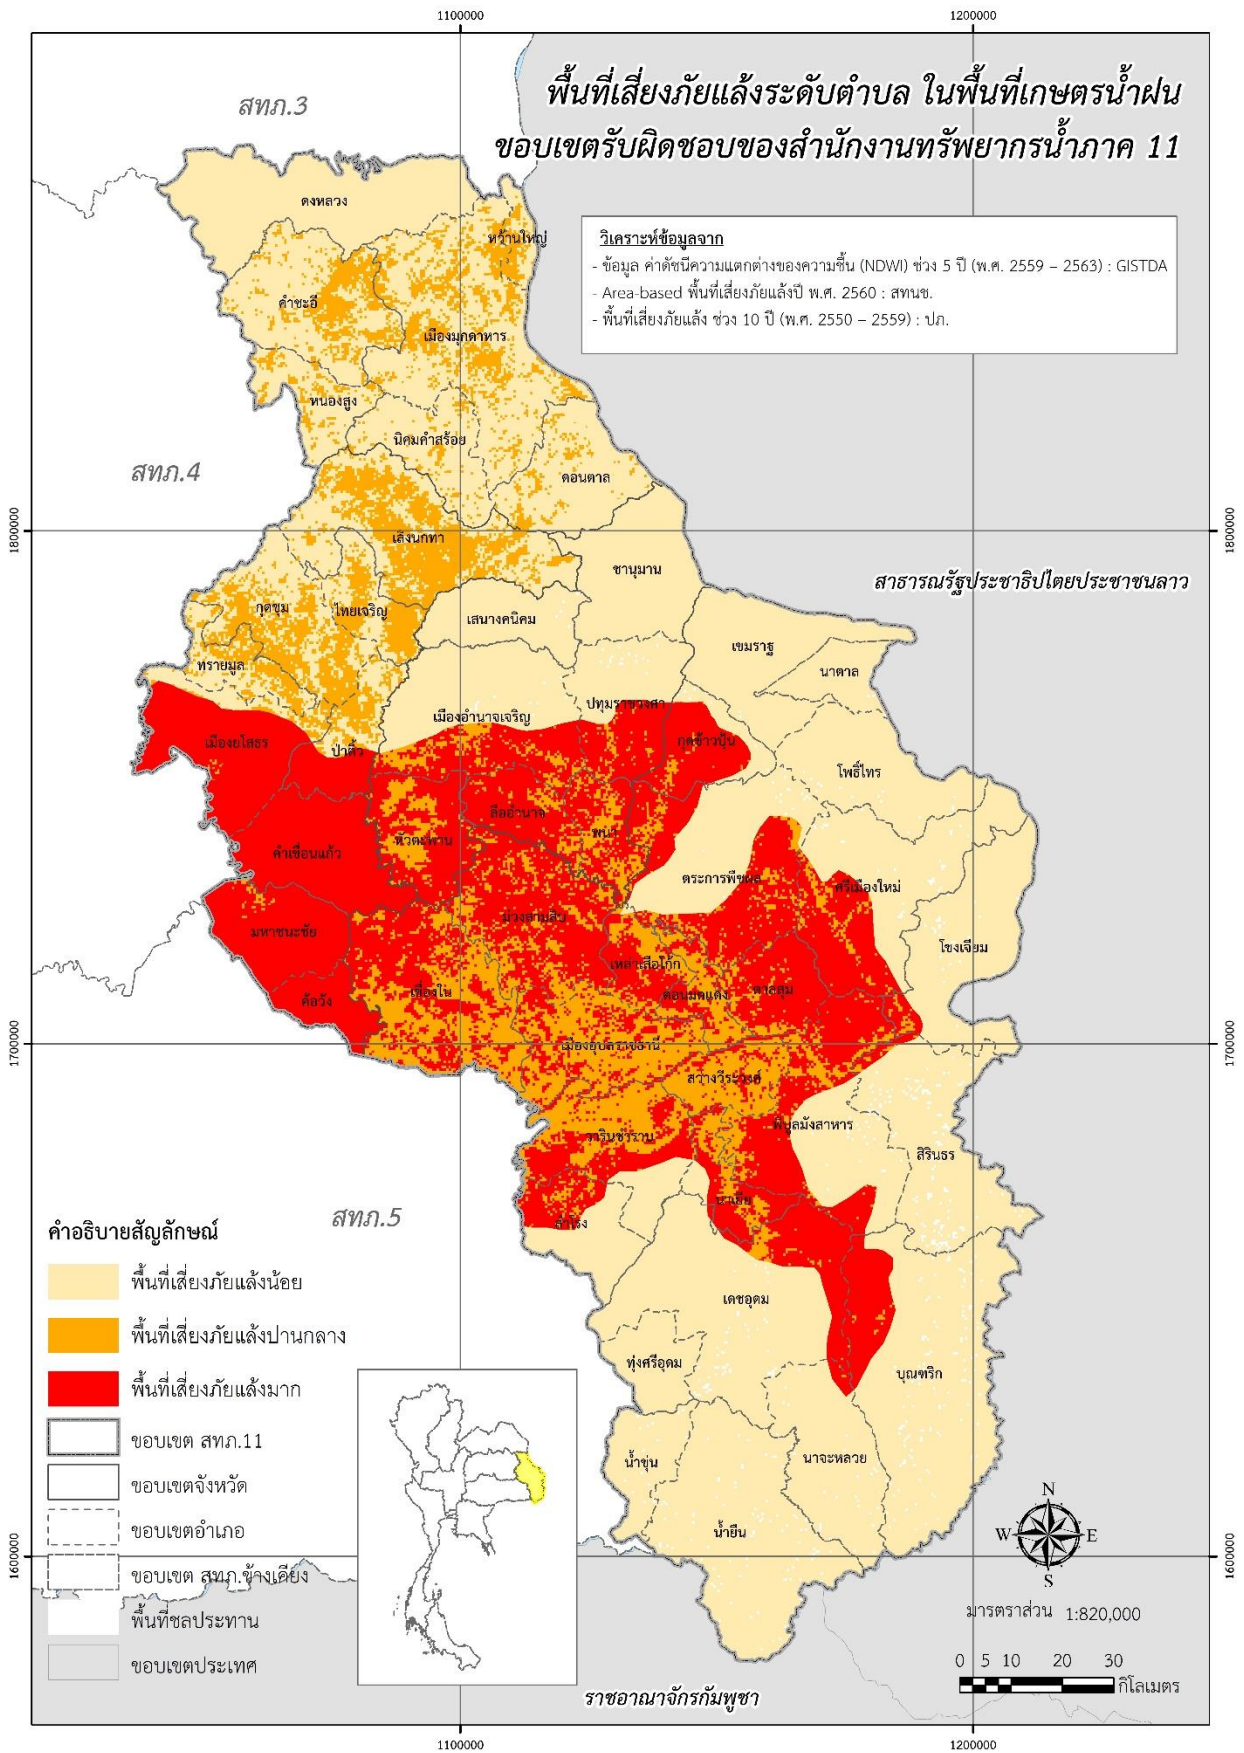 1100000
1200000
พื้นที่เสี่ยงภัยแล้งระดับตำบล ในพื้นที่เกษตรน้ำฝน
ขอบเขตรับผิดชอบของสำนักงานทรัพยากรน้ำภาค 11
สทภ.3
วิเคราะห์ข้อมูลจาก
- ข้อมูล ค่าดัชนีความแตกต่างของความชื้น (NDWI) ช่วง 5 ปี (พ.ศ. 2559 – 2563) : GISTDA
- Area-based พื้นที่เสี่ยงภัยแล้งปี พ.ศ. 2560 : สทนช.
- พื้นที่เสี่ยงภัยแล้ง ช่วง 10 ปี (พ.ศ. 2550 – 2559) : ปภ.
ดงหลวง
หว้านใหญ่
คำชะอี
เมืองมุกดาหาร
หนองสูง
นิคมคำสร้อย
สทภ.4
ดอนตาล
1800000
1800000
เลิงนกทา
ชานุมาน
สาธารณรัฐประชาธิปไตยประชาชนลาว
กุดชุม
ไทยเจริญ
เสนางคนิคม
เขมราฐ
ทรายมูล
นาตาล
ปทุมราชวงศา
เมืองอำนาจเจริญ
เมืองยโสธร
ป่าติ้ว
กุดข้าวปุ้น
โพธิ์ไทร
ลืออำนาจ
พนา
หัวตะพาน
คำเขื่อนแก้ว
ตระการพืชผล
ศรีเมืองใหม่
ม่วงสามสิบ
มหาชนะชัย
โขงเจียม
เหล่าเสือโก้ก
ดอนมดแดง
ตาลสุม
ค้อวัง
เขื่องใน
1700000
1700000
เมืองอุบลราชธานี
สว่างวีระวงศ์
พิบูลมังสาหาร
วารินชำราบ
สิรินธร
นาเยีย
สทภ.5
สำโรง
คำอธิบายสัญลักษณ์
พื้นที่เสี่ยงภัยแล้งน้อย
พื้นที่เสี่ยงภัยแล้งปานกลาง
พื้นที่เสี่ยงภัยแล้งมาก
ขอบเขต สทภ.11
ขอบเขตจังหวัด
ขอบเขตอำเภอ
ขอบเขต สทภ.ข้างเคียง
พื้นที่ชลประทาน
ขอบเขตประเทศ
เดชอุดม
ทุ่งศรีอุดม
บุณฑริก
น้ำขุ่น
นาจะหลวย
น้ำยืน
N
W
E
S
1600000
1600000
มารตราส่วน 1:820,000
0 5 10 20 30
กิโลเมตร
ราชอาณาจักรกัมพูชา
1100000
1200000